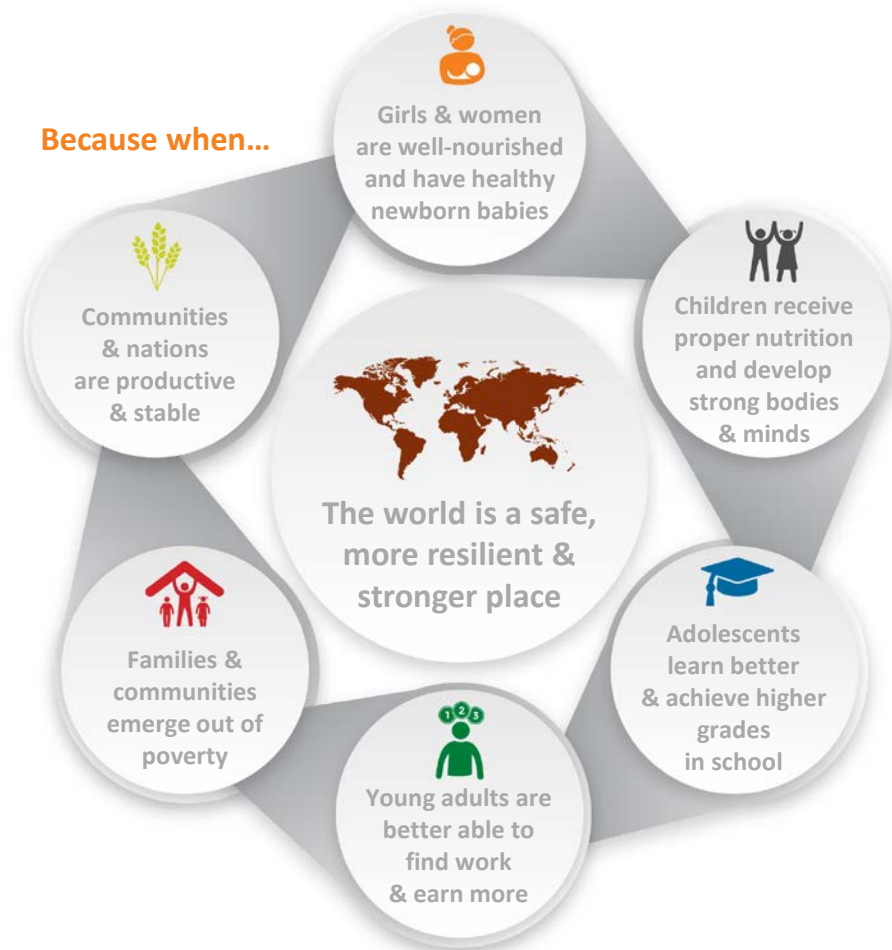 Because when...
Girls & women
are well-nourished
and have healthy
newborn babies
Children receive
proper nutrition
and develop
strong bodies
& minds
Adolescents
learn better
& achieve higher
grades
in school
1 2 3
Young adults are
better able to
find work
& earn more
Families &
communities
emerge out of
poverty
Communities
& nations
are productive
& stable
The world is a safe,
more resilient &
stronger place